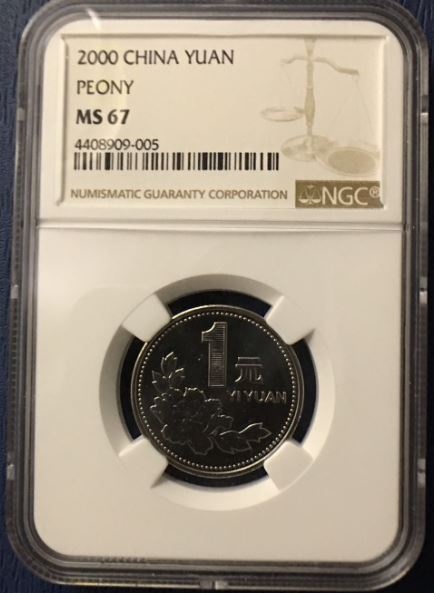 2000 CHINA YUAN
PEONY
MS 67
4408909-005
NUMISMATIC GUARANTY CORPORATION NGC®
1元
YI YUAN